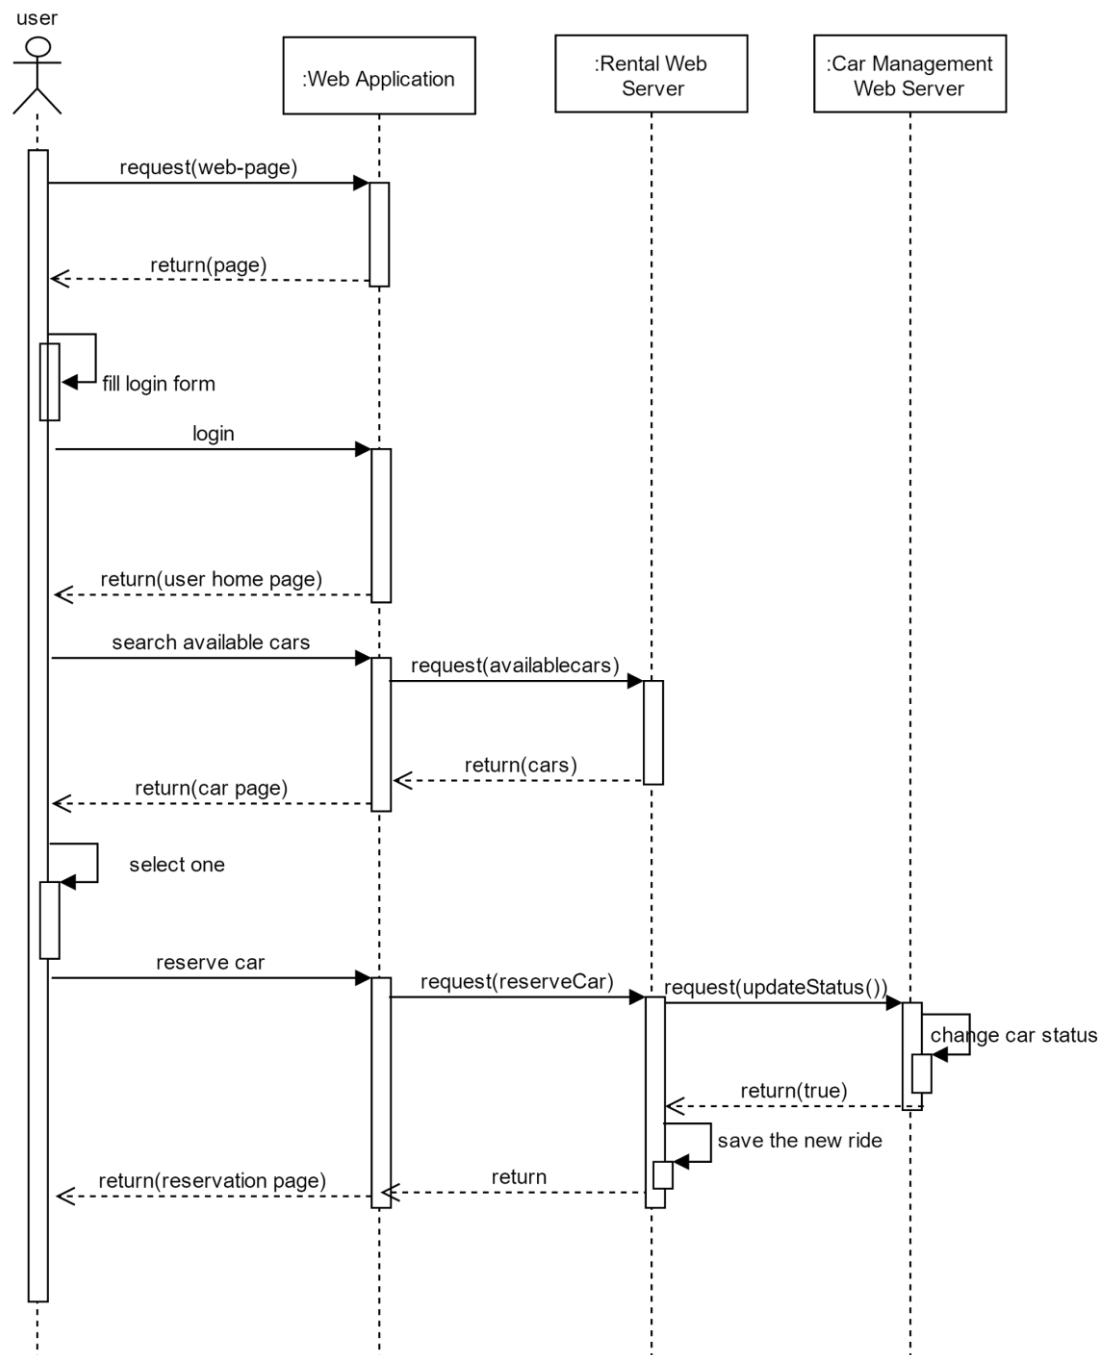 user
:Web Application
:Rental Web
Server
:Car Management
Web Server
request(web-page)
return(page)
fill login form
login
return(user home page)
search available cars
request(availablecars)
return(cars)
return(car page)
select one
reserve car
request(reserveCar)
request(updateStatus())
change car status
return(true)
save the new ride
return
return(reservation page)